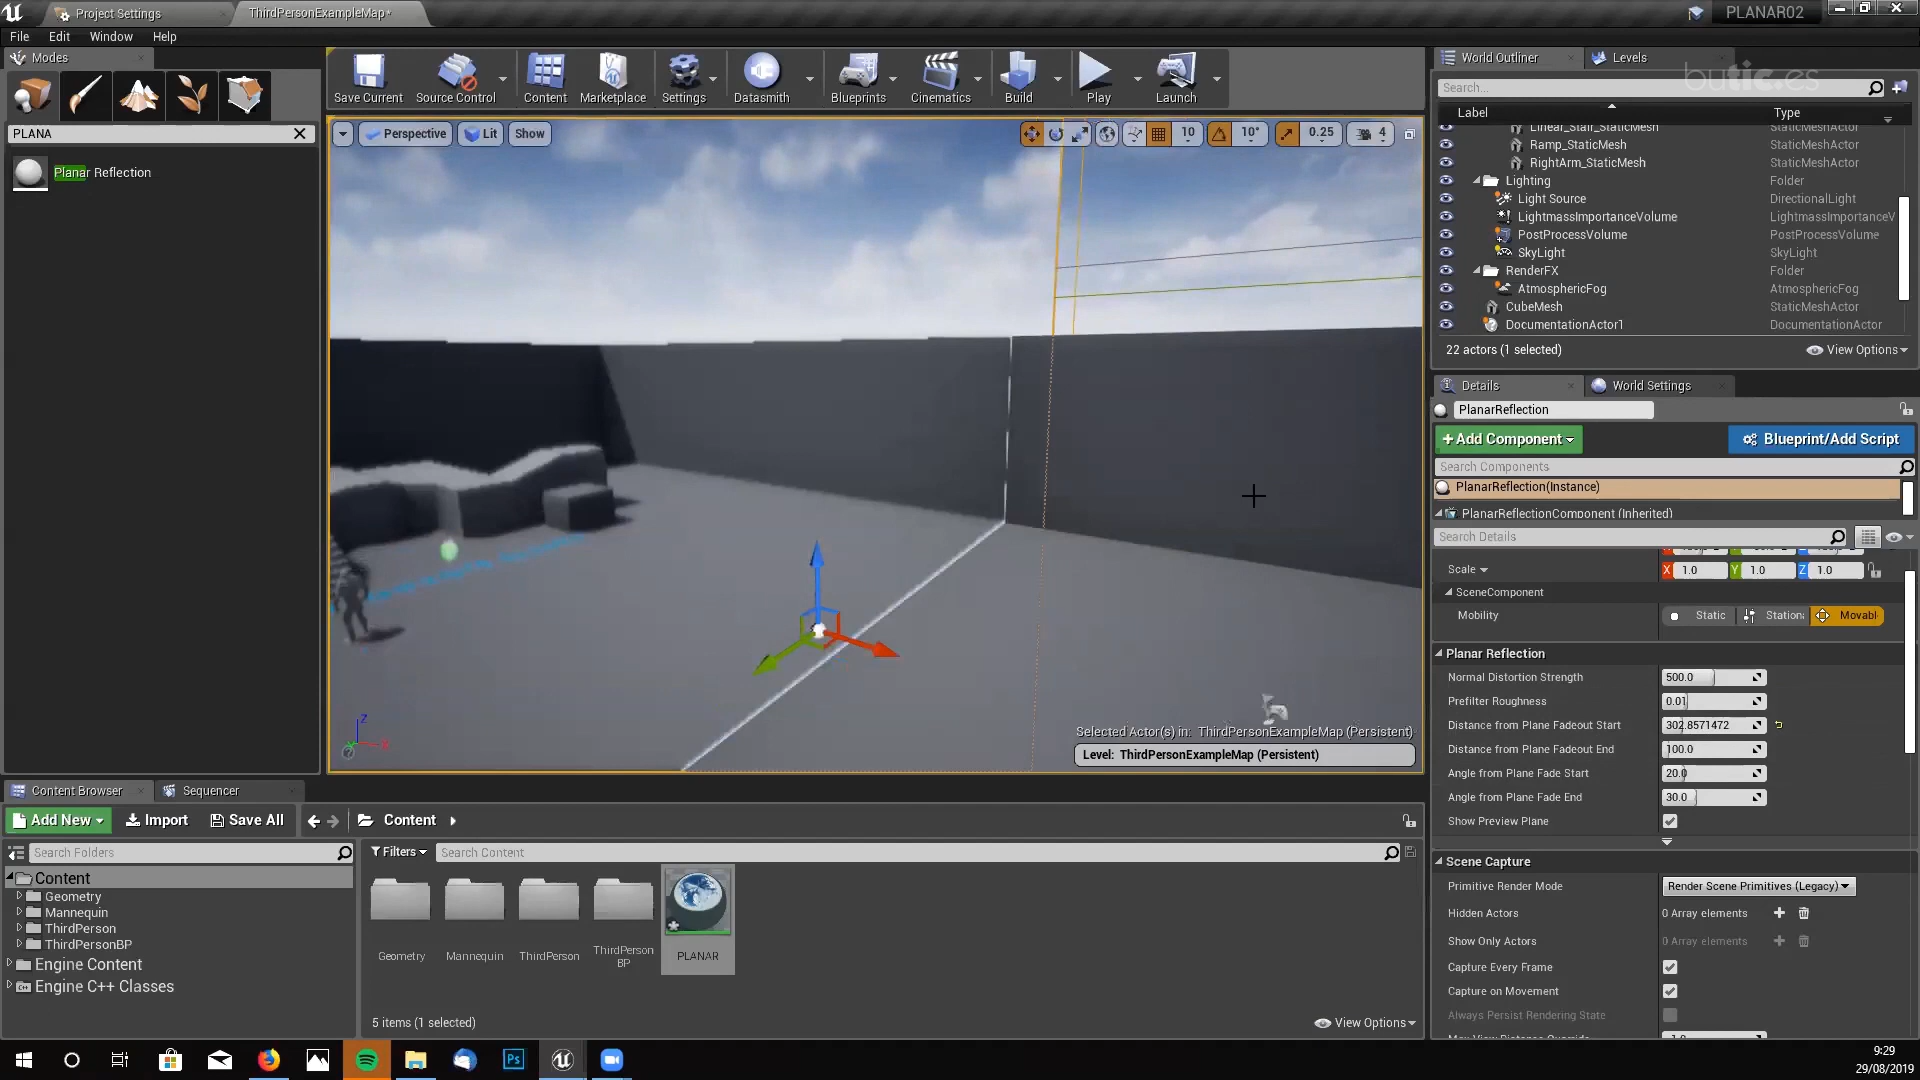 Project Settings
ThirdPersonExampleMap*
PLANAR02
File Edit Window Help
Modes
PLANA
Planar Reflection
Save Current
Source Control
Content
Marketplace
Settings
Datasmith
Blueprints
Cinematics
Build
Play
Launch
Perspective
Lit
Show
10
10°
0.25
4
Selected Actor(s) in: ThirdPersonExampleMap (Persistent)
Level: ThirdPersonExampleMap (Persistent)
World Outliner
Levels
butic.es
Search...
Label Type
Linear_Stair_StaticMesh StaticMeshActor
Ramp_StaticMesh StaticMeshActor
RightArm_StaticMesh StaticMeshActor
Lighting Folder
Light Source DirectionalLight
LightmassImportanceVolume LightmassImportanceV
PostProcessVolume PostProcessVolume
SkyLight SkyLight
RenderFX Folder
AtmosphericFog AtmosphericFog
CubeMesh StaticMeshActor
DocumentationActor1 DocumentationActor
22 actors (1 selected)
View Options
Details
World Settings
PlanarReflection
+Add Component
Blueprint/Add Script
Search Components
PlanarReflection(Instance)
PlanarReflectionComponent (Inherited)
Search Details
Scale X 1.0 Y 1.0 Z 1.0
SceneComponent
Mobility Static Stationa Movabl
Planar Reflection
Normal Distortion Strength 500.0
Prefilter Roughness 0.01
Distance from Plane Fadeout Start 302.8571472
Distance from Plane Fadeout End 100.0
Angle from Plane Fade Start 20.0
Angle from Plane Fade End 30.0
Show Preview Plane
Scene Capture
Primitive Render Mode Render Scene Primitives (Legacy)
Hidden Actors 0 Array elements
Show Only Actors 0 Array elements
Capture Every Frame
Capture on Movement
Always Persist Rendering State
Max View Distance Override
Content Browser
Sequencer
Add New
Import
Save All
Content
Search Folders
Filters
Search Content
Content
Geometry
Mannequin
ThirdPerson
ThirdPersonBP
Engine Content
Engine C++ Classes
Geometry
Mannequin
ThirdPerson
ThirdPerson
BP
PLANAR
5 items (1 selected)
View Options
Ps
9:29
29/08/2019